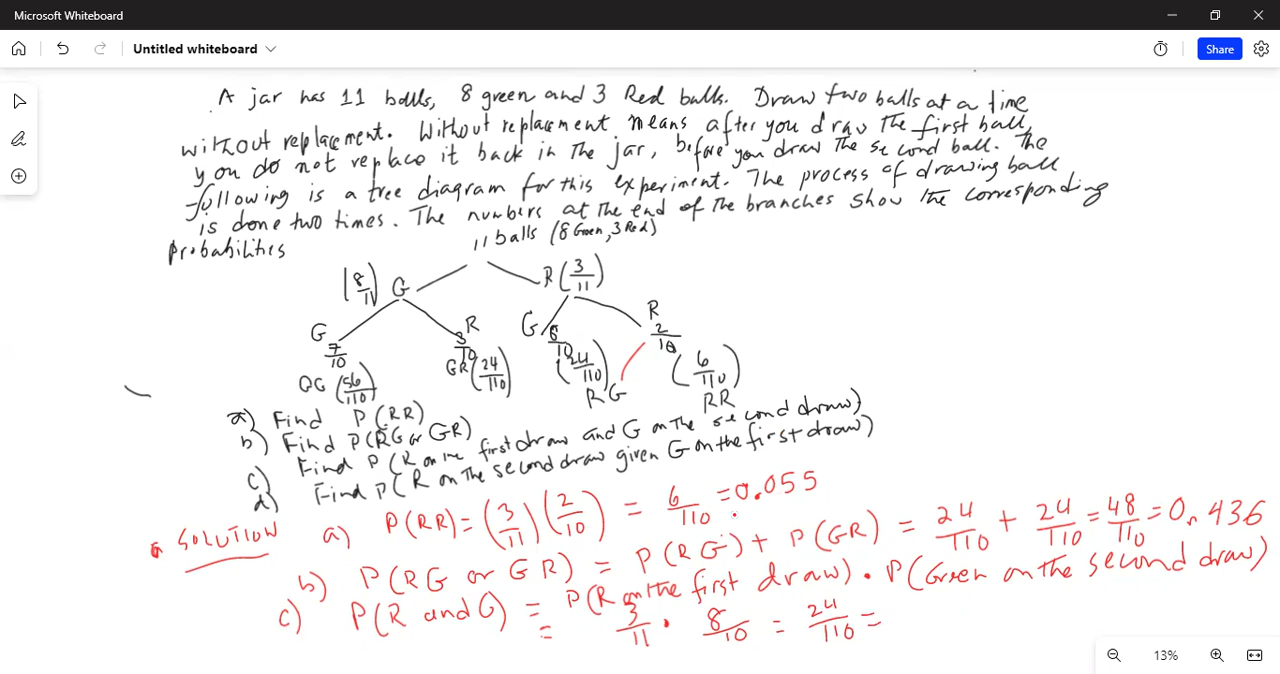 Microsoft Whiteboard
Untitled whiteboard
Share
A jar has 11 balls, 8 green and 3 Red balls. Draw two balls at a time
without replacement. Without replacment means after you draw the first ball,
you do not replace it back in the jar, before you draw the second ball. The
following is a tree diagram for this experiment. The process of drawing ball
is done two times. The numbers at the end of the branches show the corresponding
probabilities
11 balls (8 Green, 3 Red)
(8/11) G R (3/11)
G R G R
7/10 3/10 8/10 2/10
GG (56/110) GR (24/110) (24/110) (6/110)
RG RR
a) Find P(RR)
b) Find P(RG or GR)
c) Find P(R on the first draw and G on the second draw)
d) Find P(R on the second draw given G on the first draw)
SOLUTION a) P(RR) = (3/11)(2/10) = 6/110 = 0.055
b) P(RG or GR) = P(RG) + P(GR) = 24/110 + 24/110 = 48/110 = 0.436
c) P(R and G) = P(R on the first draw) . P(Green on the second draw)
= 3/11 . 8/10 = 24/110 =
13%